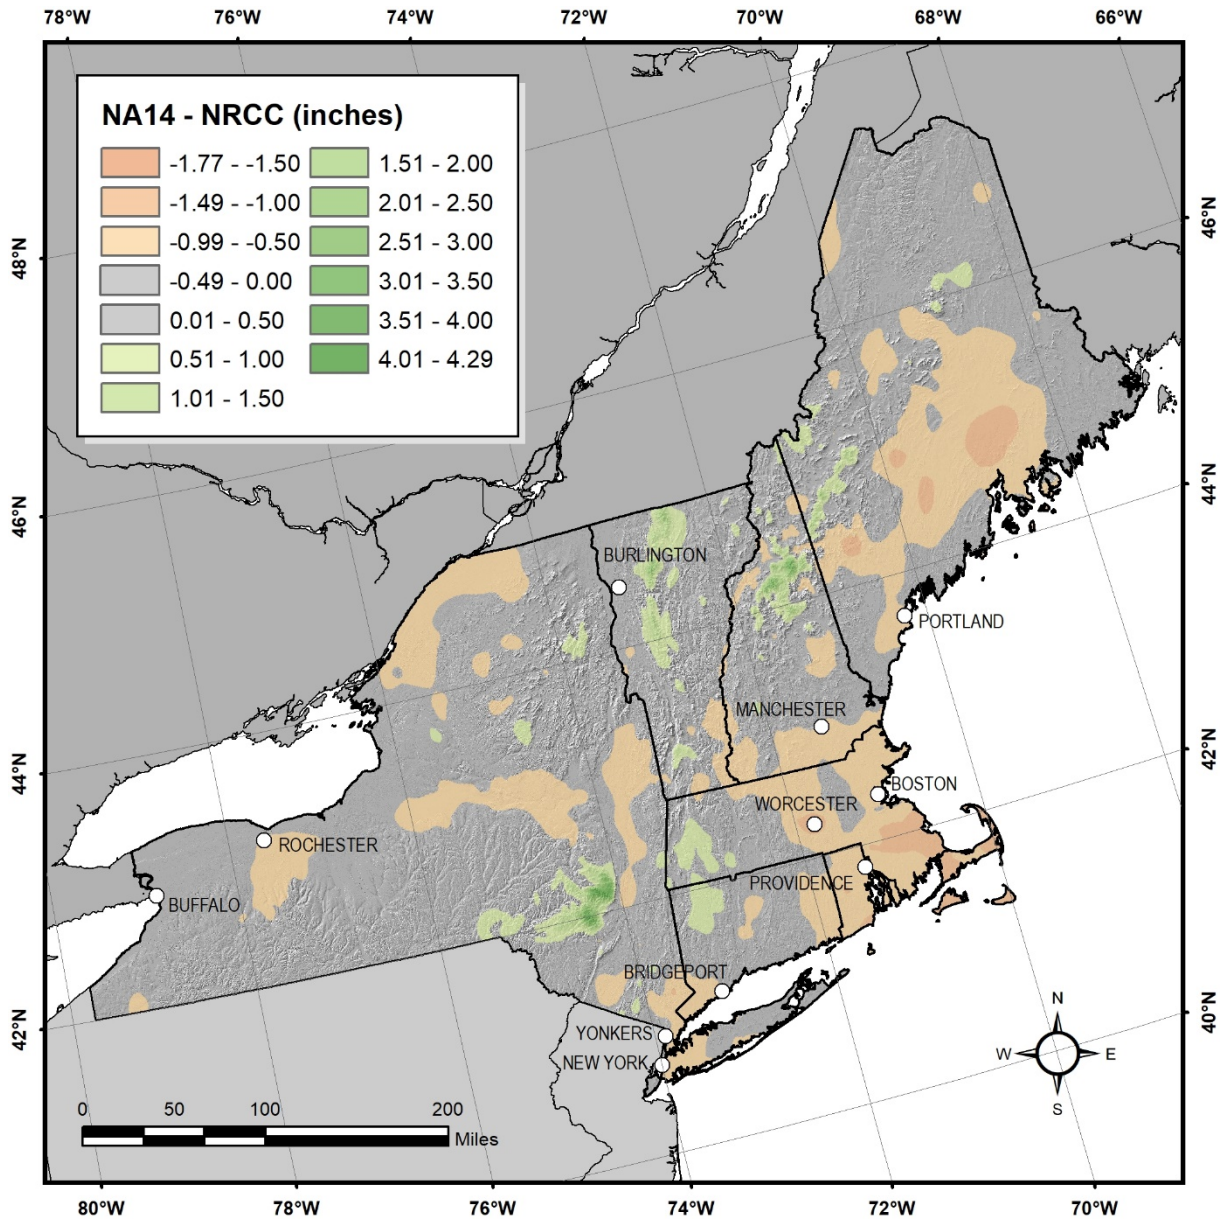 78°W 76°W 74°W 72°W 70°W 68°W 66°W
NA14 - NRCC (inches)
-1.77 - -1.50
-1.49 - -1.00
-0.99 - -0.50
-0.49 - 0.00
0.01 - 0.50
0.51 - 1.00
1.01 - 1.50
1.51 - 2.00
2.01 - 2.50
2.51 - 3.00
3.01 - 3.50
3.51 - 4.00
4.01 - 4.29
48°N
46°N
44°N
42°N
46°N
44°N
42°N
40°N
BURLINGTON
PORTLAND
MANCHESTER
BOSTON
WORCESTER
ROCHESTER
PROVIDENCE
BUFFALO
BRIDGEPORT
YONKERS
NEW YORK
N
W E
S
0 50 100 200
Miles
80°W 78°W 76°W 74°W 72°W 70°W